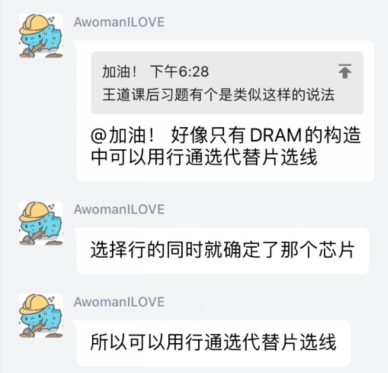 AwomanILOVE
加油！ 下午6:28
王道课后习题有个是类似这样的说法
@加油！ 好像只有DRAM的构造
中可以用行通选代替片选线
AwomanILOVE
选择行的同时就确定了那个芯片
AwomanILOVE
所以可以用行通选代替片选线